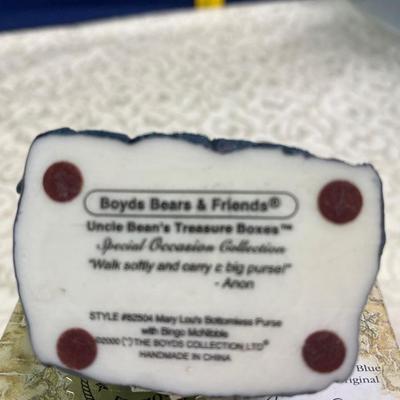 Boyds Bears & Friends®
Uncle Bean's Treasure Boxes™
Special Occasion Collection
"Walk softly and carry a big purse!"
- Anon
STYLE #82504 Mary Lou's Bottomless Purse
with Bingo McNibble
©2000 (") THE BOYDS COLLECTION, LTD®
HANDMADE IN CHINA
Blue
Original